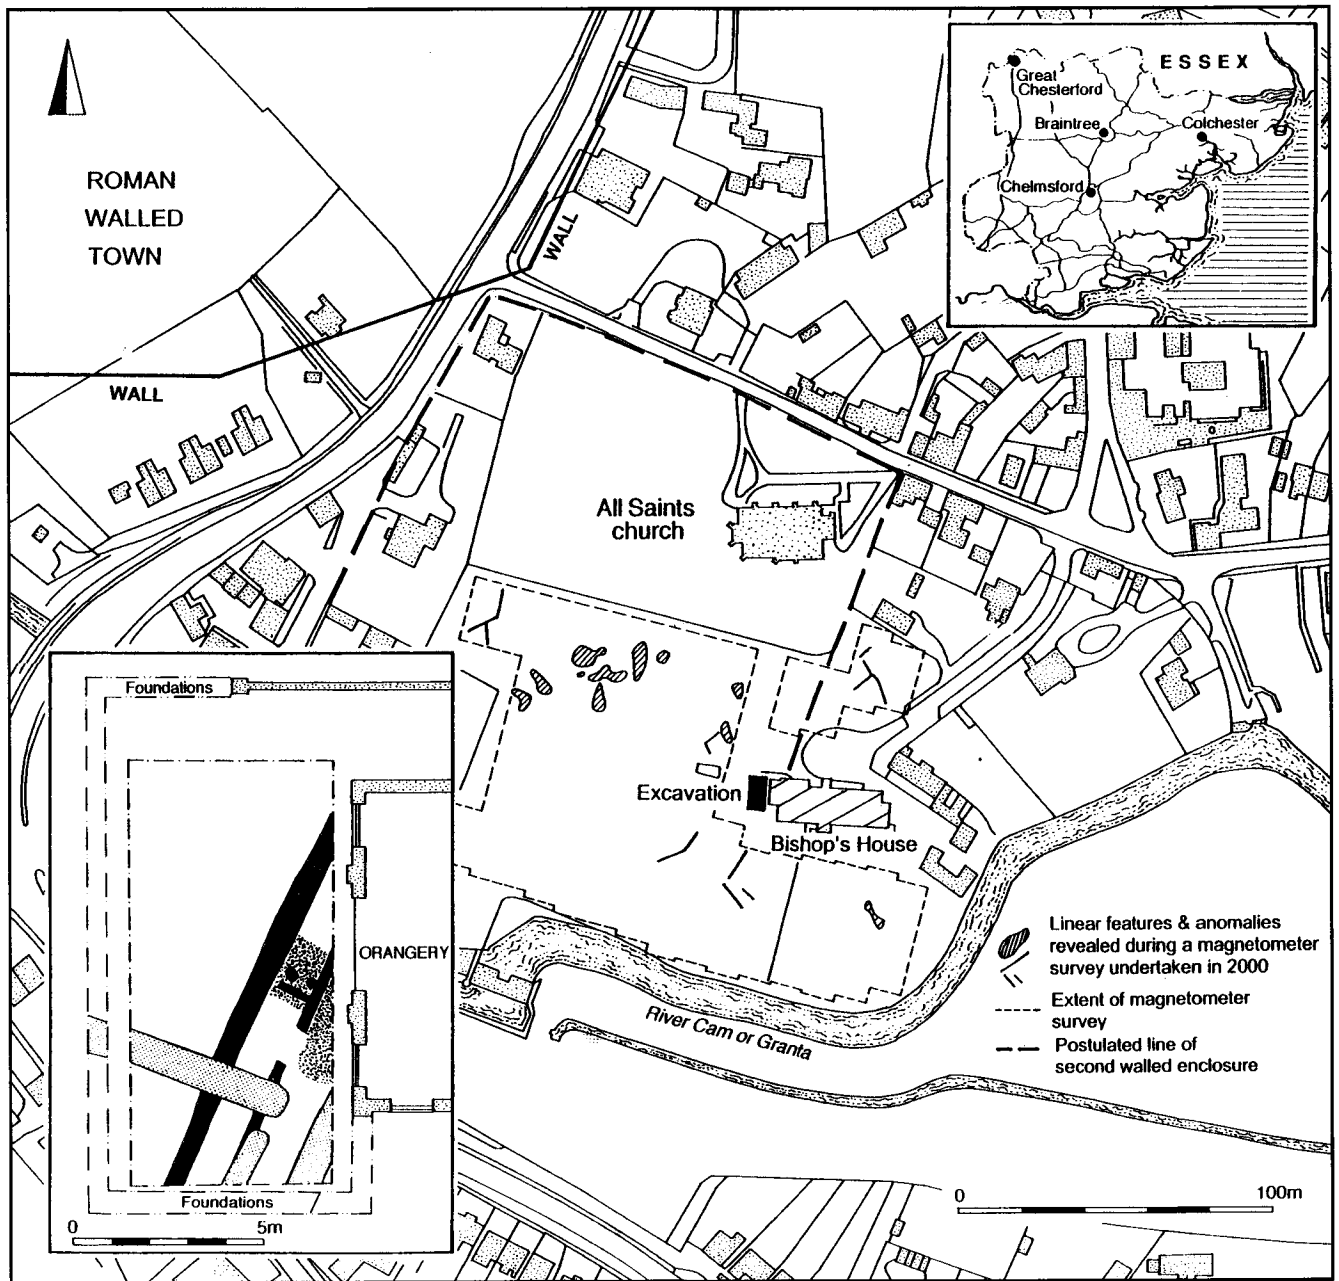 ROMAN
WALLED
TOWN
WALL
WALL
ESSEX
Great
Chesterford
Braintree
Colchester
Chelmsford
All Saints
church
Excavation
Bishop's House
River Cam or Granta
Linear features & anomalies
revealed during a magnetometer
survey undertaken in 2000
Extent of magnetometer
survey
Postulated line of
second walled enclosure
0 100m
Foundations
ORANGERY
Foundations
0 5m